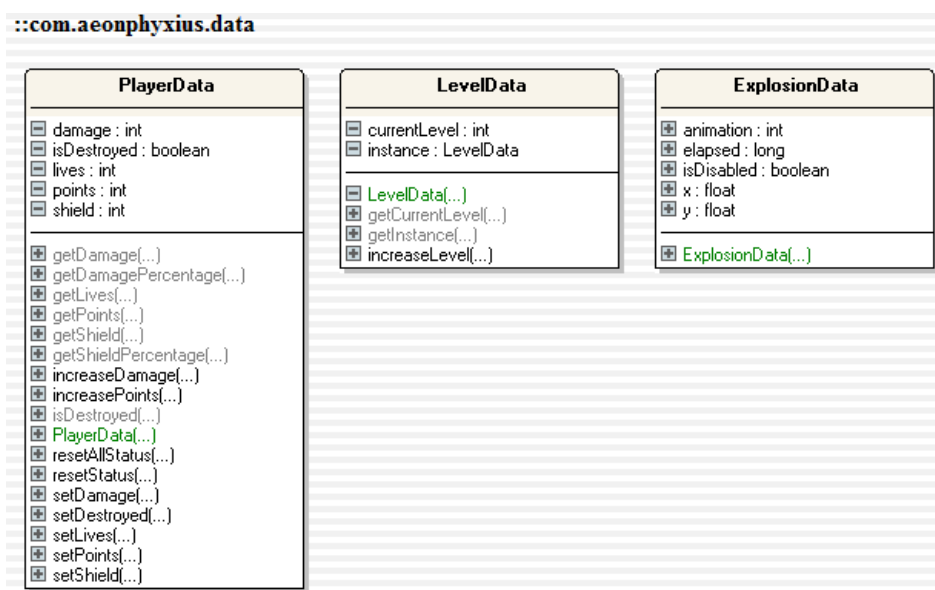 ::com.aeonphyxius.data
PlayerData
damage : int
isDestroyed : boolean
lives : int
points : int
shield : int
getDamage(...)
getDamagePercentage(...)
getLives(...)
getPoints(...)
getShield(...)
getShieldPercentage(...)
increaseDamage(...)
increasePoints(...)
isDestroyed(...)
PlayerData(...)
resetAllStatus(...)
resetStatus(...)
setDamage(...)
setDestroyed(...)
setLives(...)
setPoints(...)
setShield(...)
LevelData
currentLevel : int
instance : LevelData
LevelData(...)
getCurrentLevel(...)
getInstance(...)
increaseLevel(...)
ExplosionData
animation : int
elapsed : long
isDisabled : boolean
x : float
y : float
ExplosionData(...)